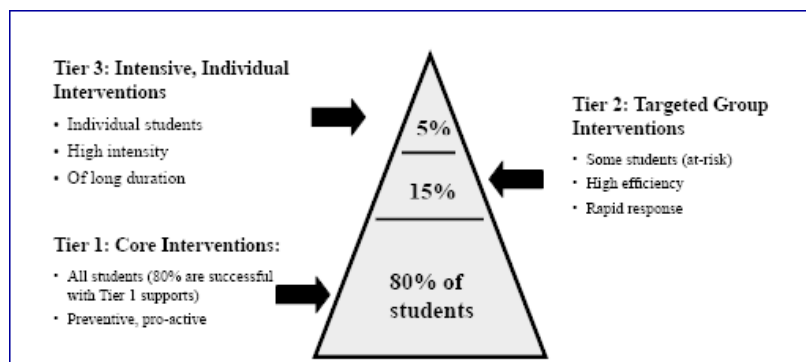 Tier 3: Intensive, Individual
Interventions
• Individual students
• High intensity
• Of long duration
5%
Tier 2: Targeted Group
Interventions
• Some students (at-risk)
• High efficiency
• Rapid response
15%
Tier 1: Core Interventions:
• All students (80% are successful
with Tier 1 supports)
• Preventive, pro-active
80% of
students